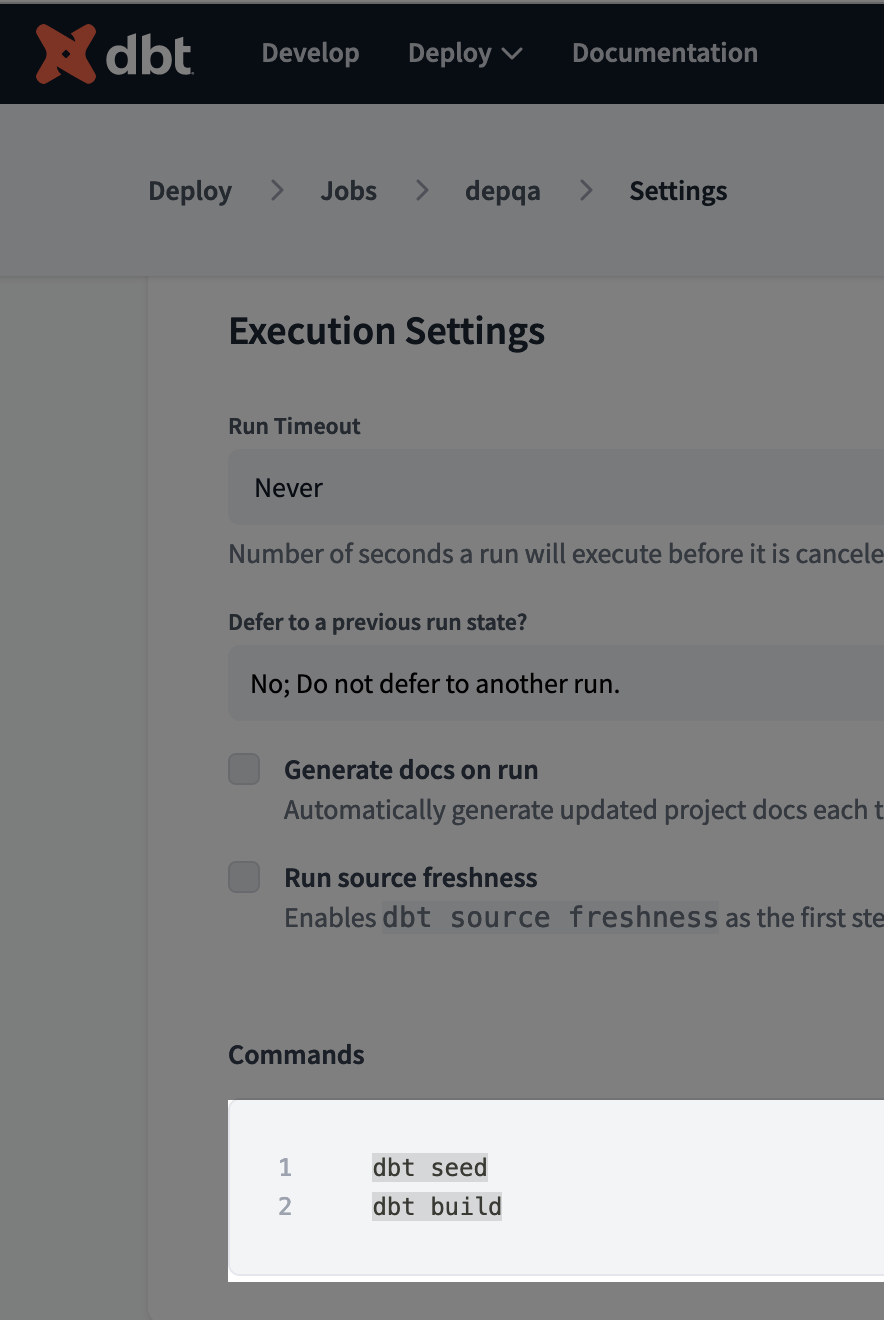 dbt Develop Deploy Documentation
Deploy > Jobs > depqa > Settings
Execution Settings
Run Timeout
Never
Number of seconds a run will execute before it is cancele
Defer to a previous run state?
No; Do not defer to another run.
Generate docs on run
Automatically generate updated project docs each t
Run source freshness
Enables dbt source freshness as the first ste
Commands
1 dbt seed
2 dbt build